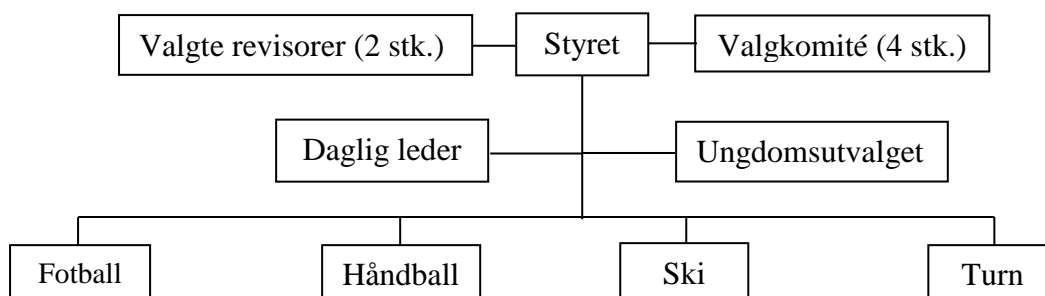 Valgte revisorer (2 stk.)
Styret
Valgkomité (4 stk.)
Daglig leder
Ungdomsutvalget
Fotball
Håndball
Ski
Turn